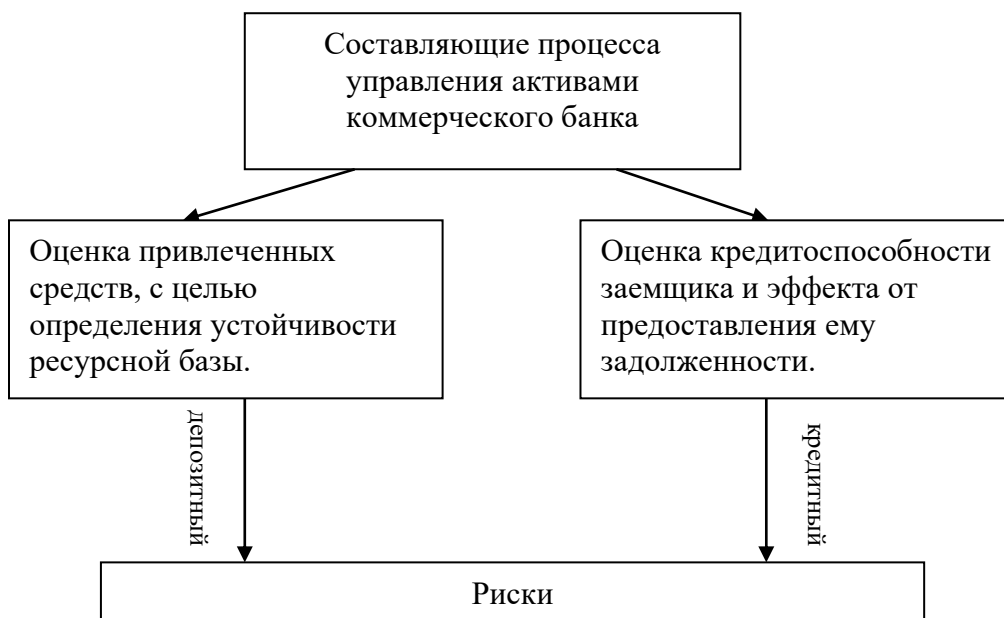 Составляющие процесса
управления активами
коммерческого банка
Оценка привлеченных
средств, с целью
определения устойчивости
ресурсной базы.
Оценка кредитоспособности
заемщика и эффекта от
предоставления ему
задолженности.
депозитный
кредитный
Риски